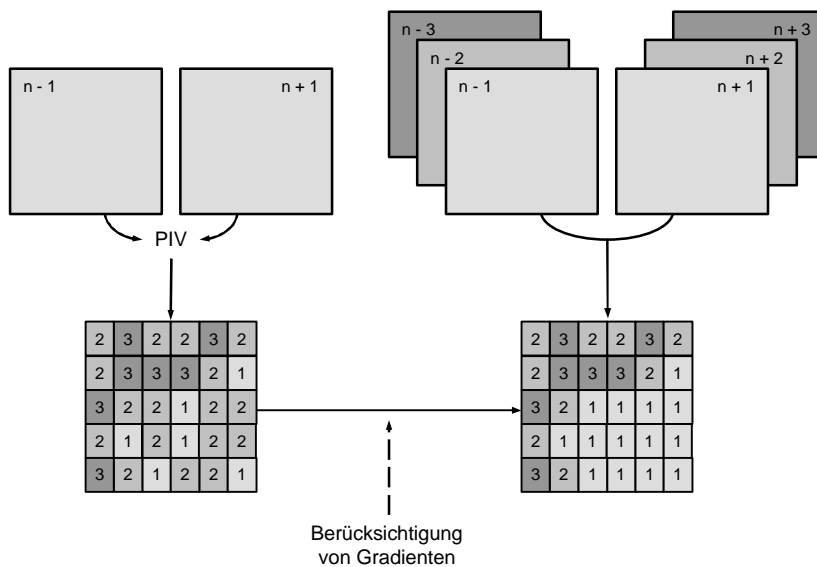 n - 3
n + 3
n - 2
n + 2
n - 1
n + 1
n - 1
n + 1
PIV
2 3 2 2 3 2
2 3 3 3 2 1
3 2 2 1 2 2
2 1 2 1 2 2
3 2 1 2 2 1
2 3 2 2 3 2
2 3 3 3 2 1
3 2 1 1 1 1
2 1 1 1 1 1
3 2 1 1 1 1
Berücksichtigung
von Gradienten